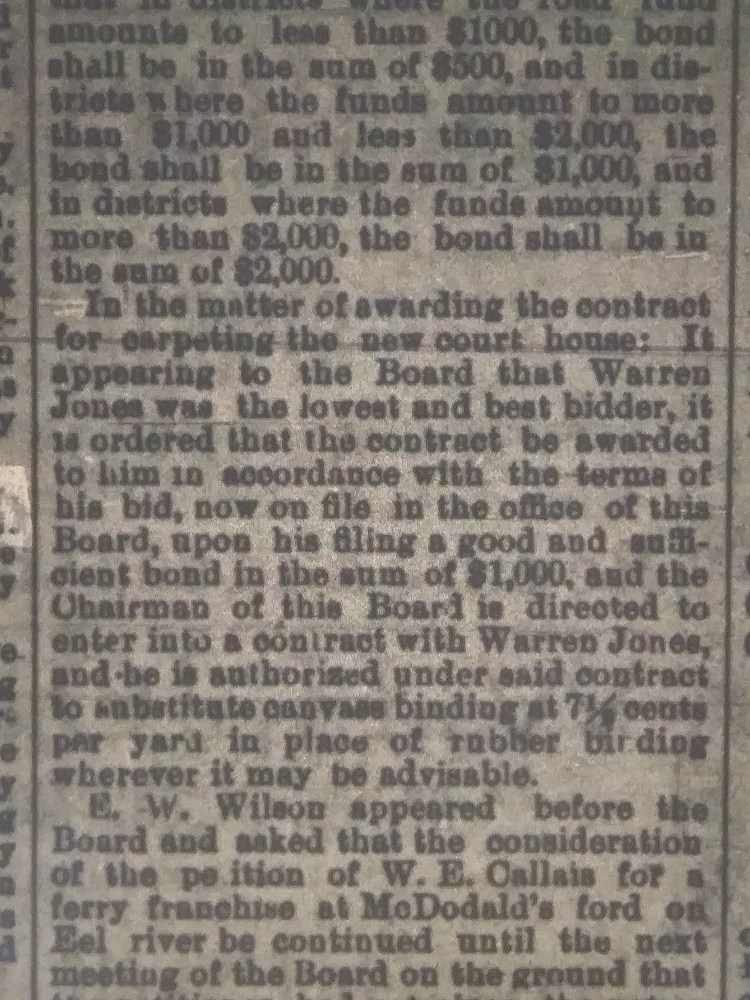 that in districts where the road fund
amounts to less than $1000, the bond
shall be in the sum of $500, and in dis-
tricts where the funds amount to more
than $1,000 and less than $2,000, the
bond shall be in the sum of $1,000, and
in districts where the funds amount to
more than $2,000, the bond shall be in
the sum of $2,000.
In the matter of awarding the contract
for carpeting the new court house: It
appearing to the Board that Warren
Jones was the lowest and best bidder, it
is ordered that the contract be awarded
to him in accordance with the terms of
his bid, now on file in the office of this
Board, upon his filing a good and suffi-
cient bond in the sum of $1,000, and the
Chairman of this Board is directed to
enter into a contract with Warren Jones,
and he is authorized under said contract
to substitute canvass binding at 7½ cents
per yard in place of rubber binding
wherever it may be advisable.
E. W. Wilson appeared before the
Board and asked that the consideration
of the pe ition of W. E. Callais for a
ferry franchise at McDodald's ford on
Eel river be continued until the next
meeting of the Board on the ground that